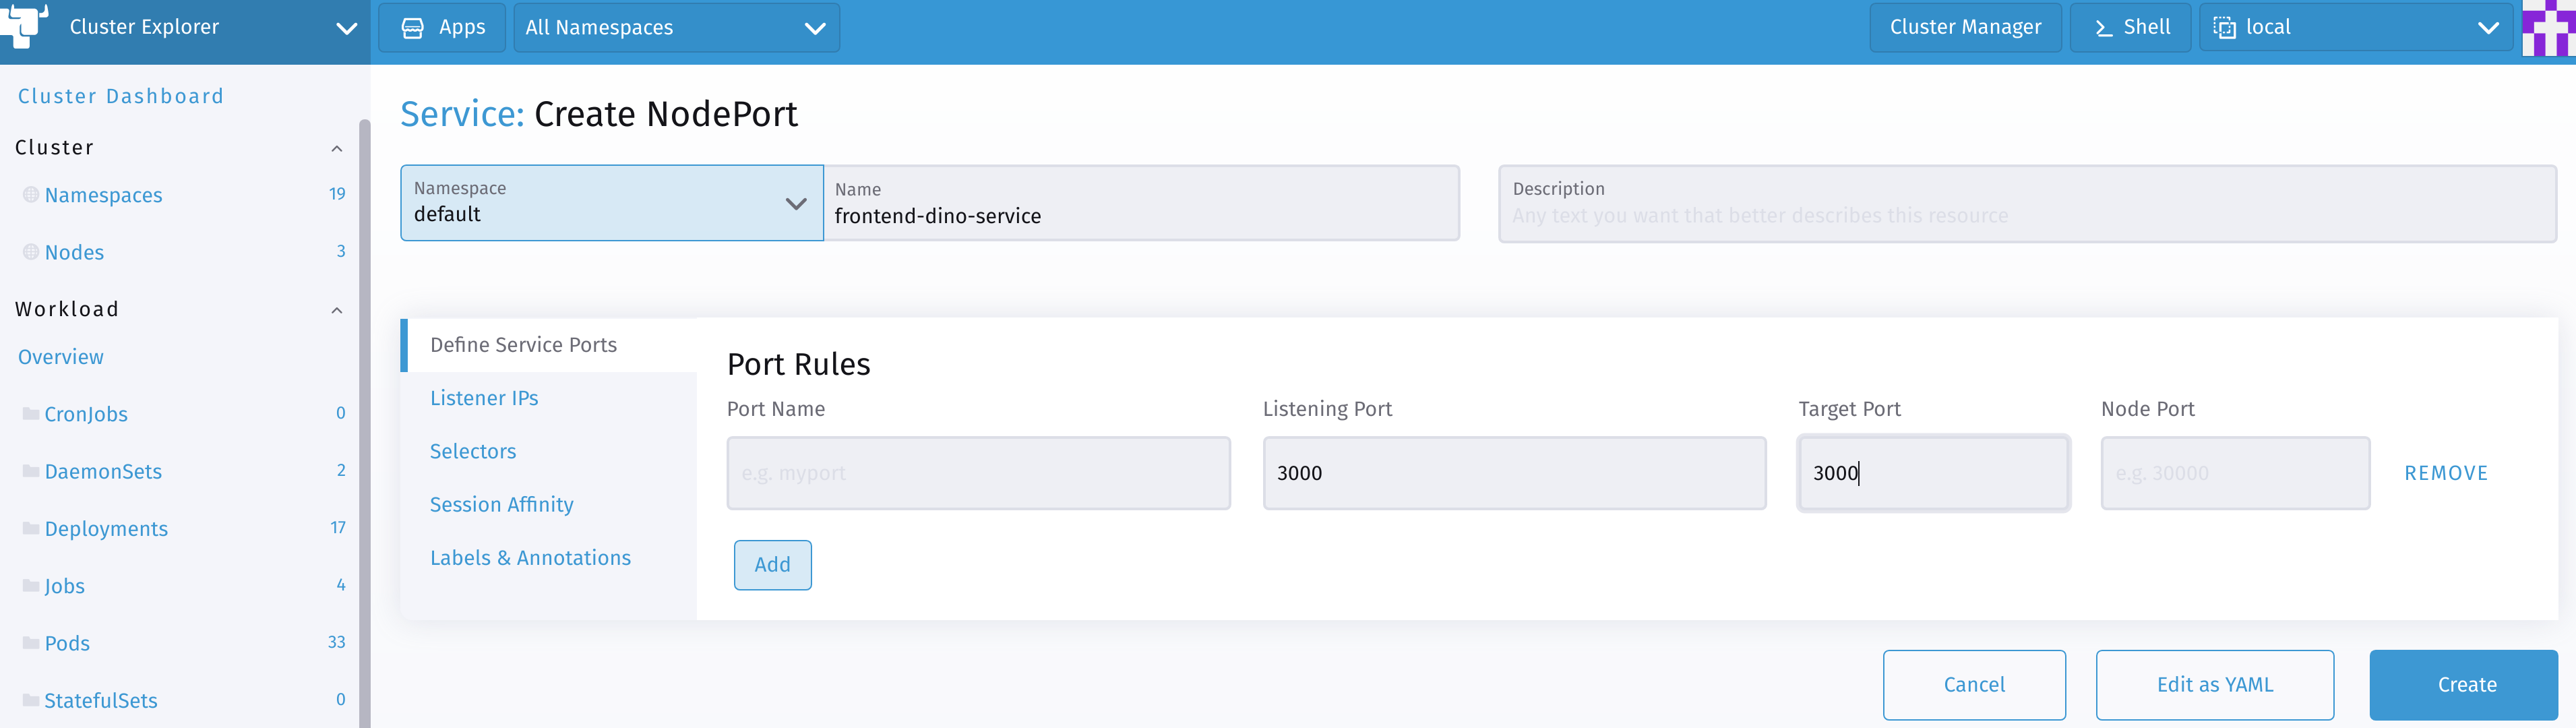 Cluster Explorer
Apps
All Namespaces
Cluster Manager
Shell
local
Cluster Dashboard
Cluster
Namespaces 19
Nodes 3
Workload
Overview
CronJobs 0
DaemonSets 2
Deployments 17
Jobs 4
Pods 33
StatefulSets 0
Service: Create NodePort
Namespace
default
Name
frontend-dino-service
Description
Any text you want that better describes this resource
Define Service Ports
Listener IPs
Selectors
Session Affinity
Labels & Annotations
Port Rules
Port Name Listening Port Target Port Node Port
e.g. myport 3000 3000 e.g. 30000 REMOVE
Add
Cancel Edit as YAML Create